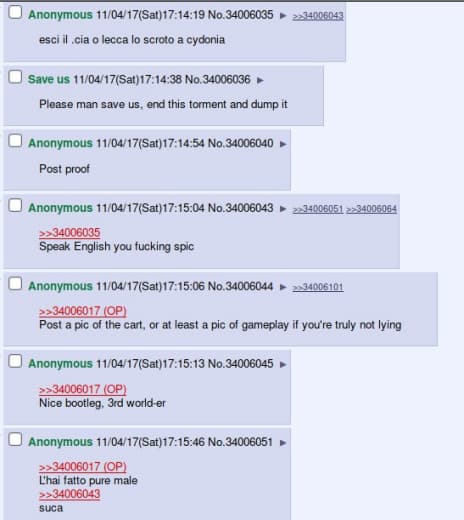 Anonymous 11/04/17(Sat)17:14:19 No.34006035 ▶ >>34006043
esci il .cia o lecca lo scroto a cydonia
Save us 11/04/17(Sat)17:14:38 No.34006036 ▶
Please man save us, end this torment and dump it
Anonymous 11/04/17(Sat)17:14:54 No.34006040 ▶
Post proof
Anonymous 11/04/17(Sat)17:15:04 No.34006043 ▶ >>34006051 >>34006064
>>34006035
Speak English you fucking spic
Anonymous 11/04/17(Sat)17:15:06 No.34006044 ▶ >>34006101
>>34006017 (OP)
Post a pic of the cart, or at least a pic of gameplay if you're truly not lying
Anonymous 11/04/17(Sat)17:15:13 No.34006045 ▶
>>34006017 (OP)
Nice bootleg, 3rd world-er
Anonymous 11/04/17(Sat)17:15:46 No.34006051 ▶
>>34006017 (OP)
L'hai fatto pure male
>>34006043
suca